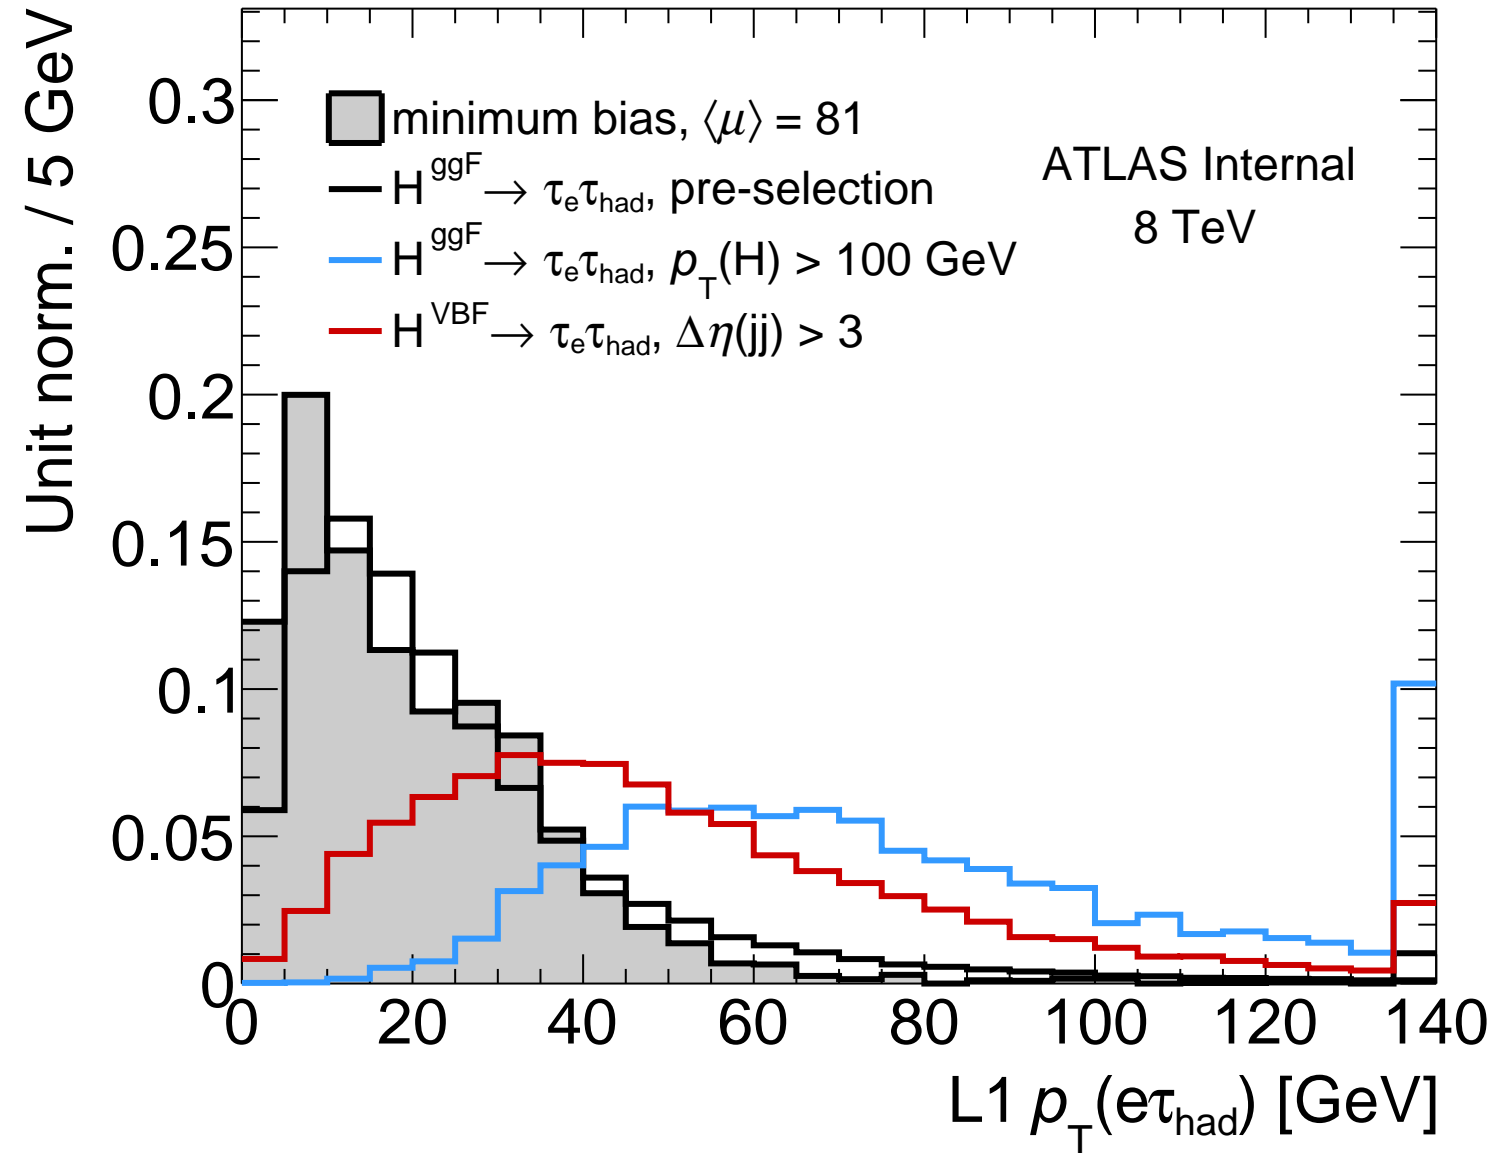 Unit norm. / 5 GeV
0.3
0.25
0.2
0.15
0.1
0.05
0
minimum bias, ⟨μ⟩ = 81
H ggF → τeτhad, pre-selection
H ggF → τeτhad, pT(H) > 100 GeV
H VBF → τeτhad, Δη(jj) > 3
ATLAS Internal
8 TeV
0 20 40 60 80 100 120 140
L1 pT(eτhad) [GeV]